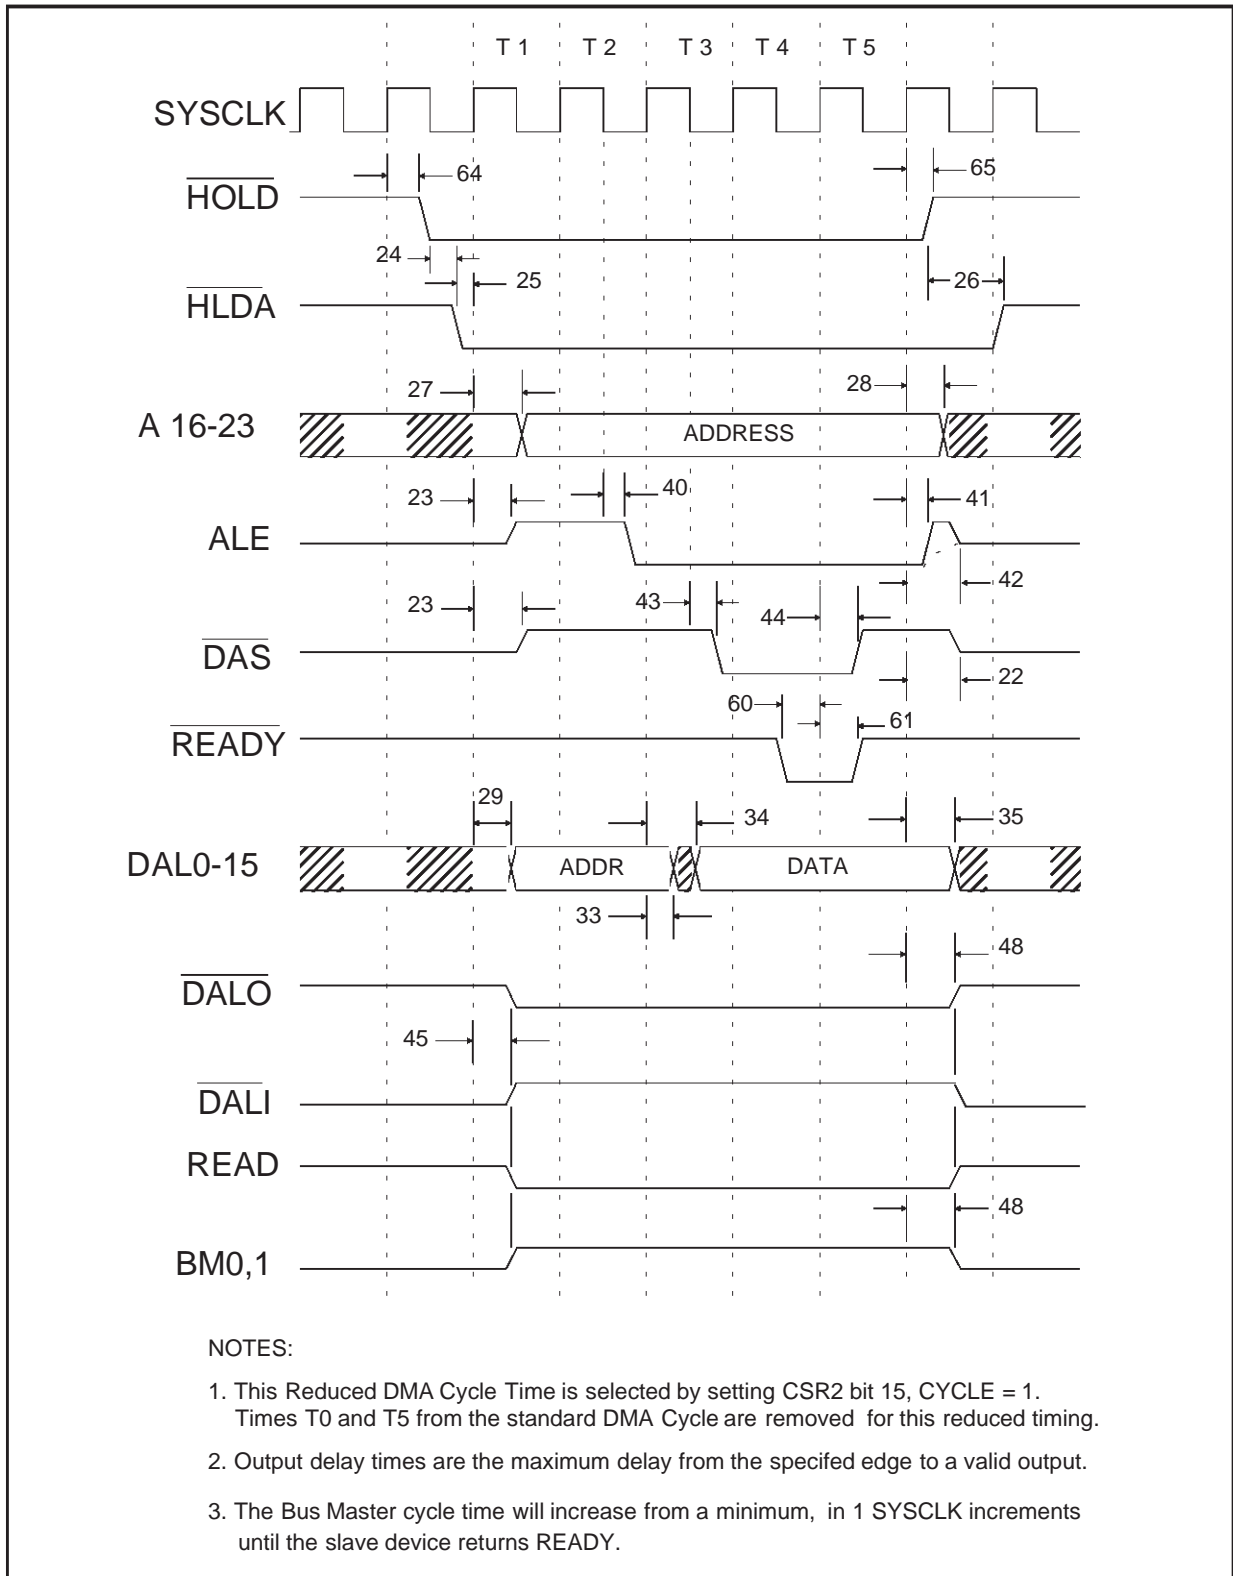 T 1 T 2 T 3 T 4 T 5
SYSCLK
64 65
HOLD
24 25 26
HLDA
27 28
A 16-23 ADDRESS
23 40 41
ALE
42
23 43 44
DAS
22
60 61
READY
29 34 35
DAL0-15 ADDR DATA
33
48
DALO
45
DALI
READ
48
BM0,1
NOTES:
1. This Reduced DMA Cycle Time is selected by setting CSR2 bit 15, CYCLE = 1.
Times T0 and T5 from the standard DMA Cycle are removed for this reduced timing.
2. Output delay times are the maximum delay from the specifed edge to a valid output.
3. The Bus Master cycle time will increase from a minimum, in 1 SYSCLK increments
until the slave device returns READY.